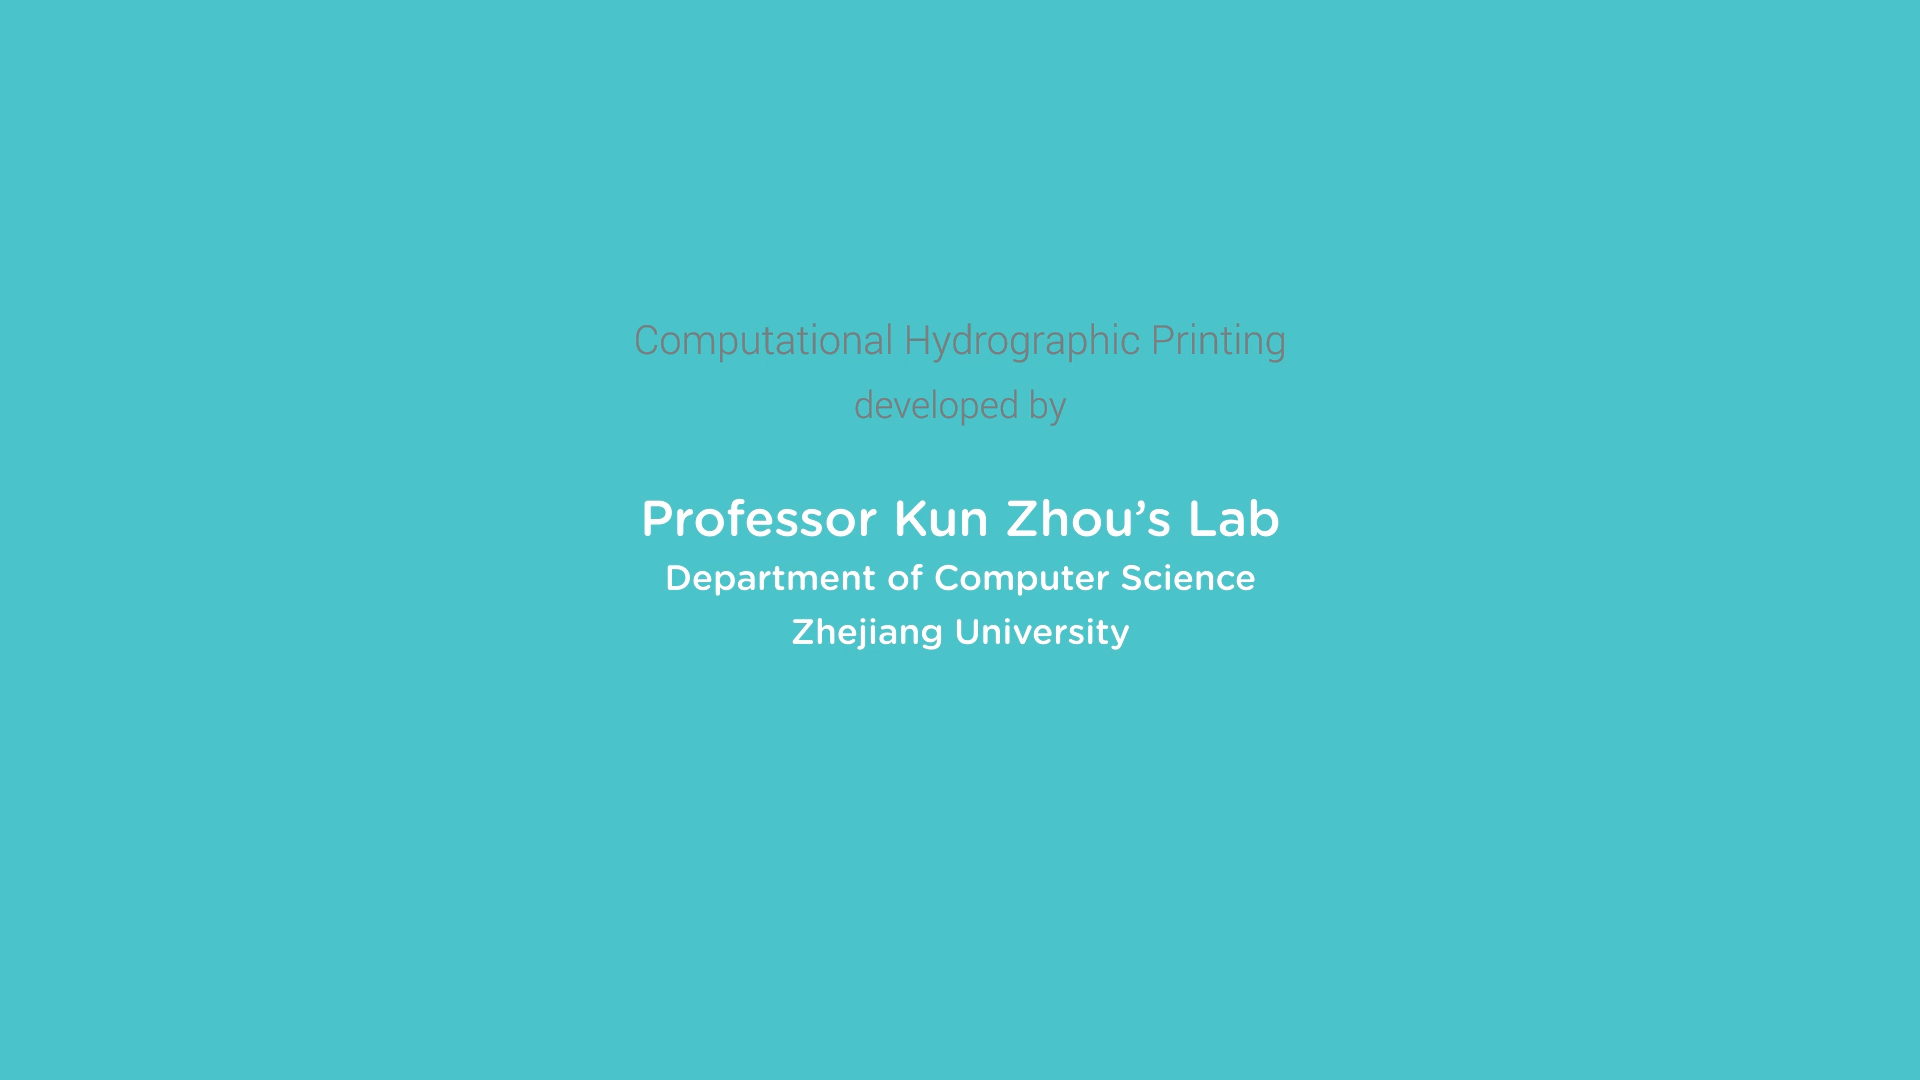 Computational Hydrographic Printing
developed by
Professor Kun Zhou’s Lab
Department of Computer Science
Zhejiang University